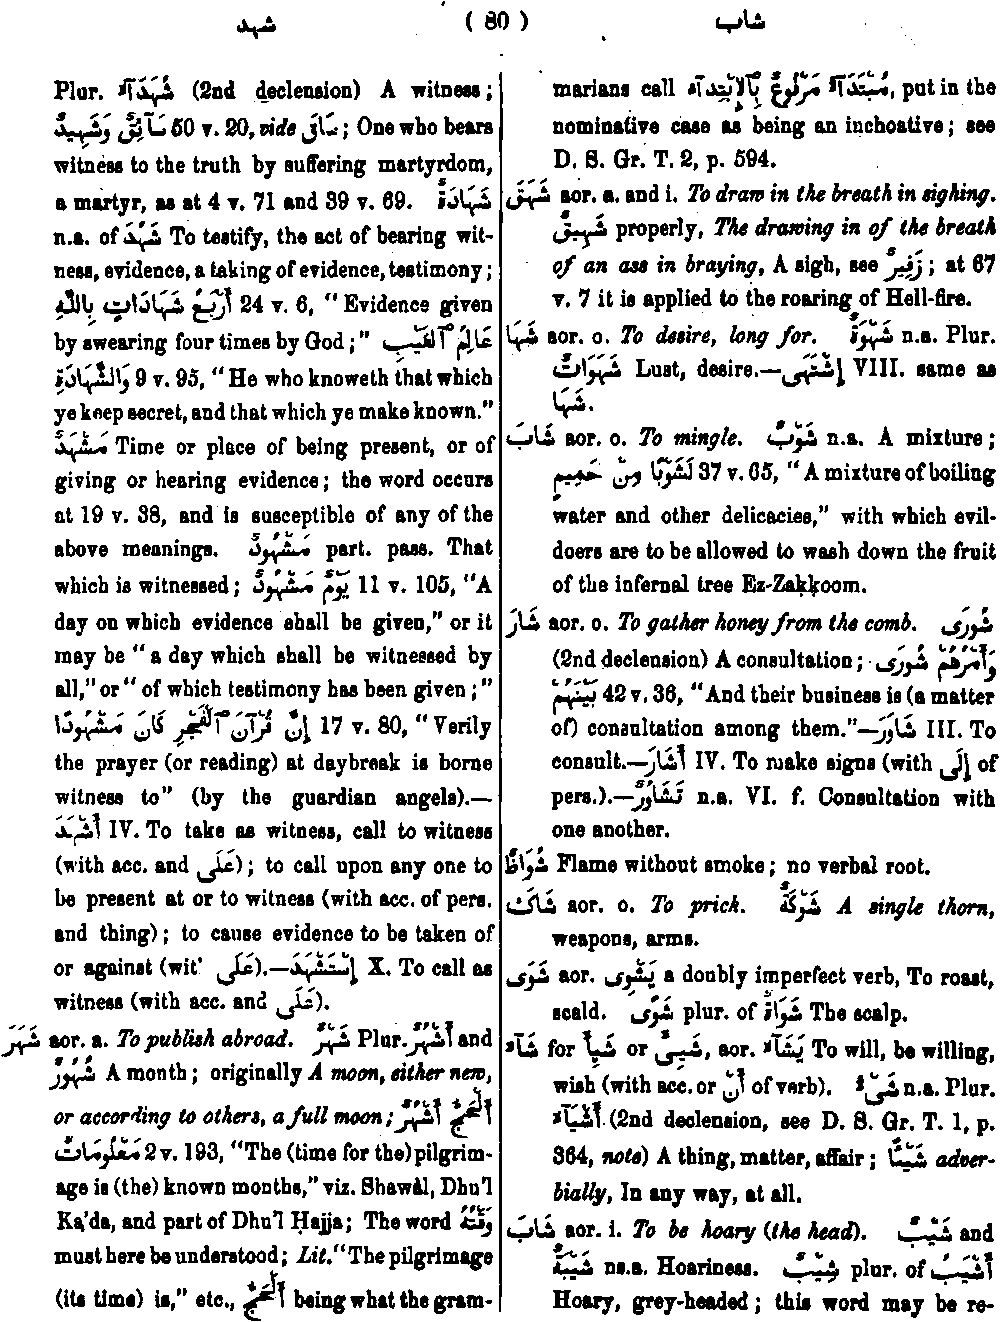 شهد ( 80 ) شاب
Plur. شُهَدَآءُ (2nd declension) A witness;
سَآئِقٌ وَشَهِيدٌ 50 v. 20, vide سَاقَ; One who bears
witness to the truth by suffering martyrdom,
a martyr, as at 4 v. 71 and 39 v. 69. شَهَادَةٌ
n.a. of شَهُدَ To testify, the act of bearing wit-
ness, evidence, a taking of evidence, testimony;
أَرْبَعُ شَهَادَاتٍ بِاللّٰهِ 24 v. 6, "Evidence given
by swearing four times by God;" عَالِمُ ٱلْغَيْبِ
وَالشَّهَادَةِ 9 v. 95, "He who knoweth that which
ye keep secret, and that which ye make known."
مَشْهَدٌ Time or place of being present, or of
giving or hearing evidence; the word occurs
at 19 v. 38, and is susceptible of any of the
above meanings. مَشْهُودٌ part. pass. That
which is witnessed; يَوْمٌ مَشْهُودٌ 11 v. 105, "A
day on which evidence shall be given," or it
may be "a day which shall be witnessed by
all," or "of which testimony has been given;"
إِنَّ قُرْآنَ ٱلْفَجْرِ كَانَ مَشْهُودًا 17 v. 80, "Verily
the prayer (or reading) at daybreak is borne
witness to" (by the guardian angels).—
أَشْهَدَ IV. To take as witness, call to witness
(with acc. and عَلَى); to call upon any one to
be present at or to witness (with acc. of pers.
and thing); to cause evidence to be taken of
or against (wit' عَلَى).—إِسْتَشْهَدَ X. To call as
witness (with acc. and عَلَى).
شَهَرَ aor. a. To publish abroad. شَهْرٌ Plur. أَشْهُرٌ and
شُهُورٌ A month; originally A moon, either new,
or according to others, a full moon; ٱلْحَجُّ أَشْهُرٌ
مَعْلُومَاتٌ 2 v. 193, "The (time for the) pilgrim-
age is (the) known months," viz. Shawâl, Dhu'l
Ḳa'da, and part of Dhu'l Ḥajja; The word وَقْتُهُ
must here be understood; Lit. "The pilgrimage
(its time) is," etc., ٱلْحَجُّ being what the gram-
marians call مُبْتَدَآءٌ مَرْفُوعٌ بِٱلْإِبْتِدَآءِ, put in the
nominative case as being an inchoative; see
D. S. Gr. T. 2, p. 594.
شَهَقَ aor. a. and i. To draw in the breath in sighing.
شَهِيقٌ properly, The drawing in of the breath
of an ass in braying, A sigh, see زَفِيرٌ; at 67
v. 7 it is applied to the roaring of Hell-fire.
شَهَا aor. o. To desire, long for. شَهْوَةٌ n.a. Plur.
شَهَوَاتٌ Lust, desire.—إِشْتَهَى VIII. same as
شَهَا.
شَابَ aor. o. To mingle. شَوْبٌ n.a. A mixture;
لَشَوْبًا مِنْ حَمِيمٍ 37 v. 65, "A mixture of boiling
water and other delicacies," with which evil-
doers are to be allowed to wash down the fruit
of the infernal tree Ez-Zaḳḳoom.
شَارَ aor. o. To gather honey from the comb. شُورَى
(2nd declension) A consultation; وَأَمْرُهُمْ شُورَى
بَيْنَهُمْ 42 v. 36, "And their business is (a matter
of) consultation among them."—شَاوَرَ III. To
consult.—أَشَارَ IV. To make signs (with إِلَى of
pers.).—تَشَاوُرٌ n.a. VI. f. Consultation with
one another.
شُوَاظٌ Flame without smoke; no verbal root.
شَاكَ aor. o. To prick. شَوْكَةٌ A single thorn,
weapons, arms.
شَوَى aor. يَشْوِى a doubly imperfect verb, To roast,
scald. شَوًى plur. of شَوَاةٌ The scalp.
شَآءَ for شَيَأَ or شَيِئَ, aor. يَشَآءُ To will, be willing,
wish (with acc. or أَنْ of verb). شَىْءٌ n.a. Plur.
أَشْيَآءُ (2nd declension, see D. S. Gr. T. 1, p.
364, note) A thing, matter, affair; شَيْئًا adver-
bially, In any way, at all.
شَابَ aor. i. To be hoary (the head). شَيْبٌ and
شَيْبَةٌ ns.a. Hoariness. شِيبٌ plur. of أَشْيَبُ
Hoary, grey-headed; this word may be re-